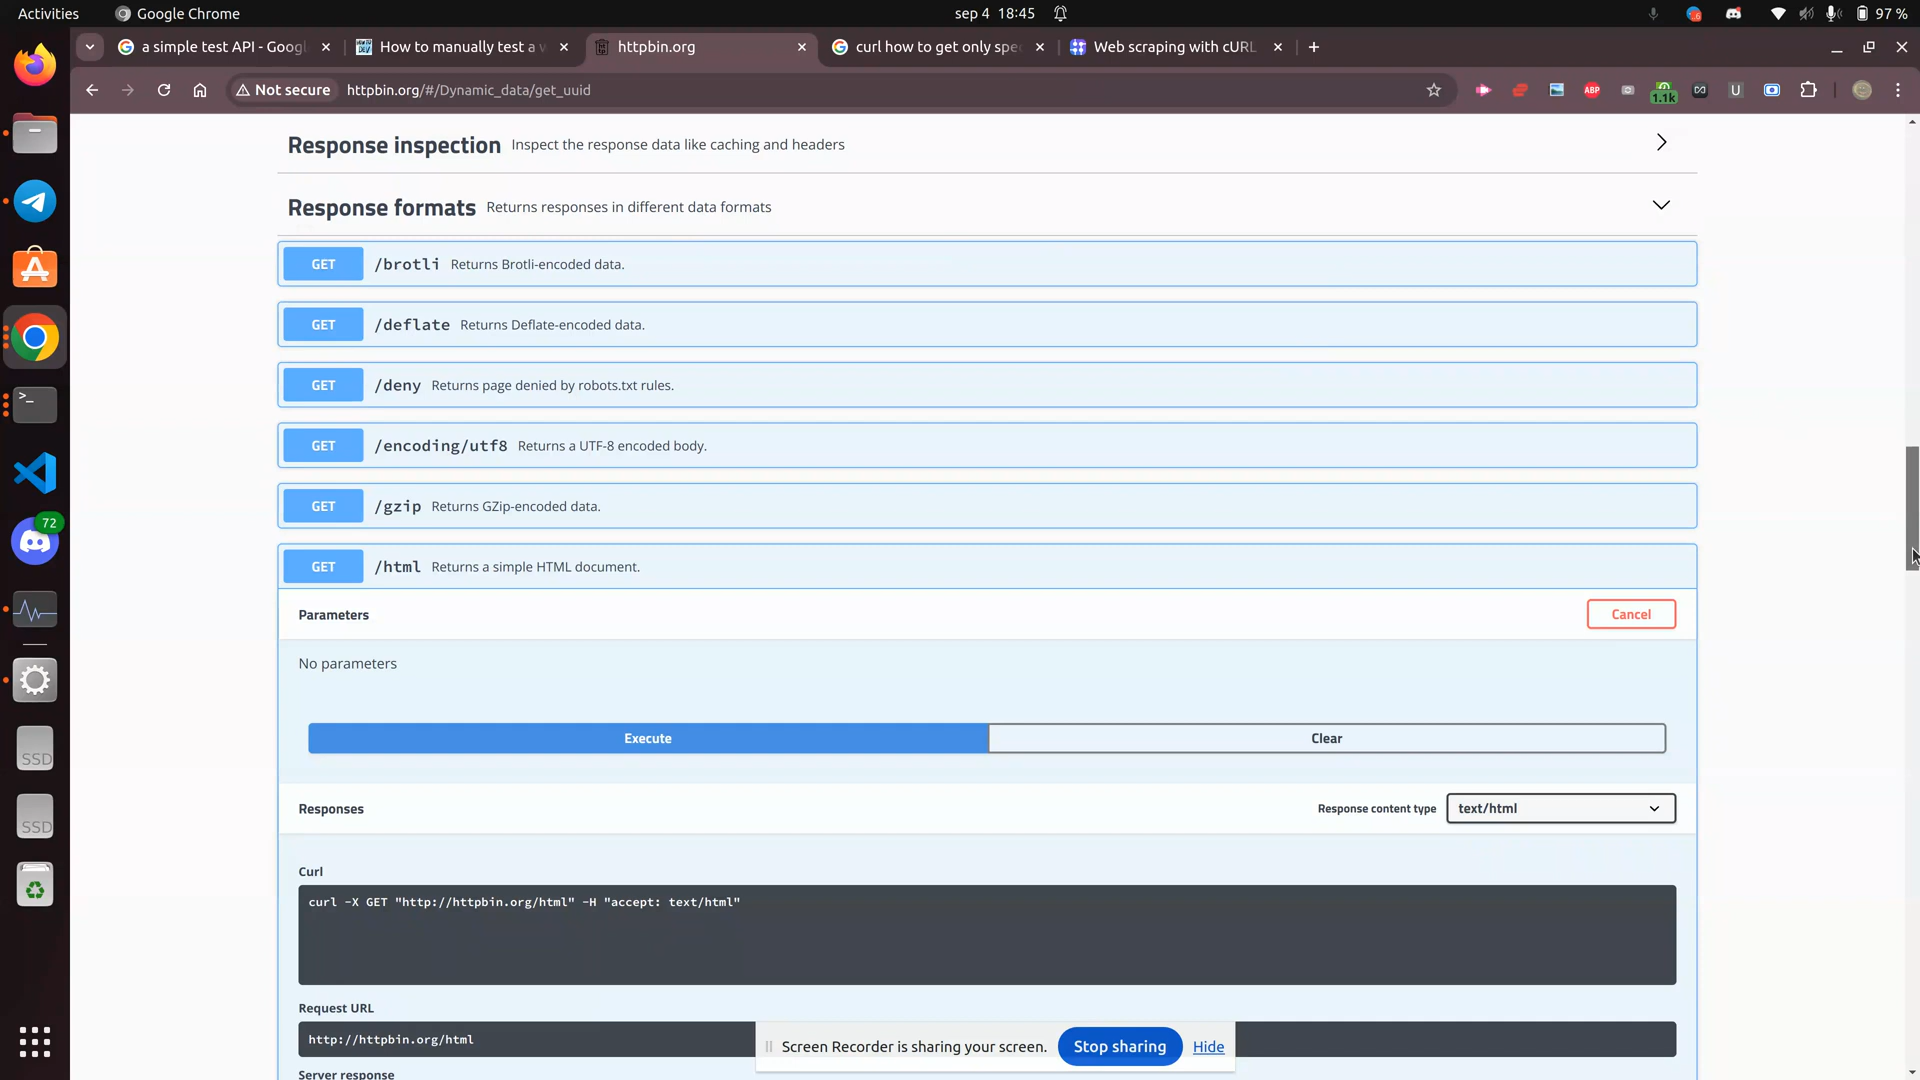 Activities
Google Chrome
sep 4 18:45
97 %
a simple test API - Googl
How to manually test a w
httpbin.org
curl how to get only spe
Web scraping with cURL
Not secure
httpbin.org/#/Dynamic_data/get_uuid
ABP
1.1k
U
Response inspection Inspect the response data like caching and headers
Response formats Returns responses in different data formats
GET /brotli Returns Brotli-encoded data.
GET /deflate Returns Deflate-encoded data.
GET /deny Returns page denied by robots.txt rules.
GET /encoding/utf8 Returns a UTF-8 encoded body.
GET /gzip Returns GZip-encoded data.
72
GET /html Returns a simple HTML document.
Parameters
Cancel
No parameters
Execute
Clear
SSD
SSD
Responses
Response content type
text/html
Curl
curl -X GET "http://httpbin.org/html" -H "accept: text/html"
Request URL
http://httpbin.org/html
Screen Recorder is sharing your screen.
Stop sharing
Hide
Server response